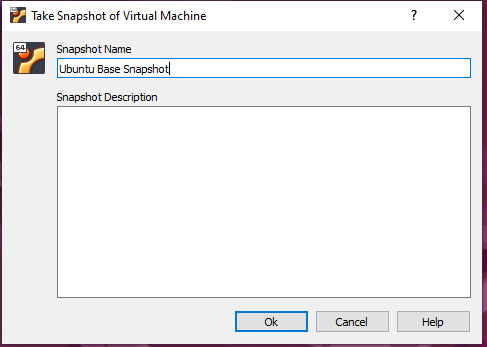 Take Snapshot of Virtual Machine
64
Snapshot Name
Ubuntu Base Snapshot
Snapshot Description
Ok Cancel Help